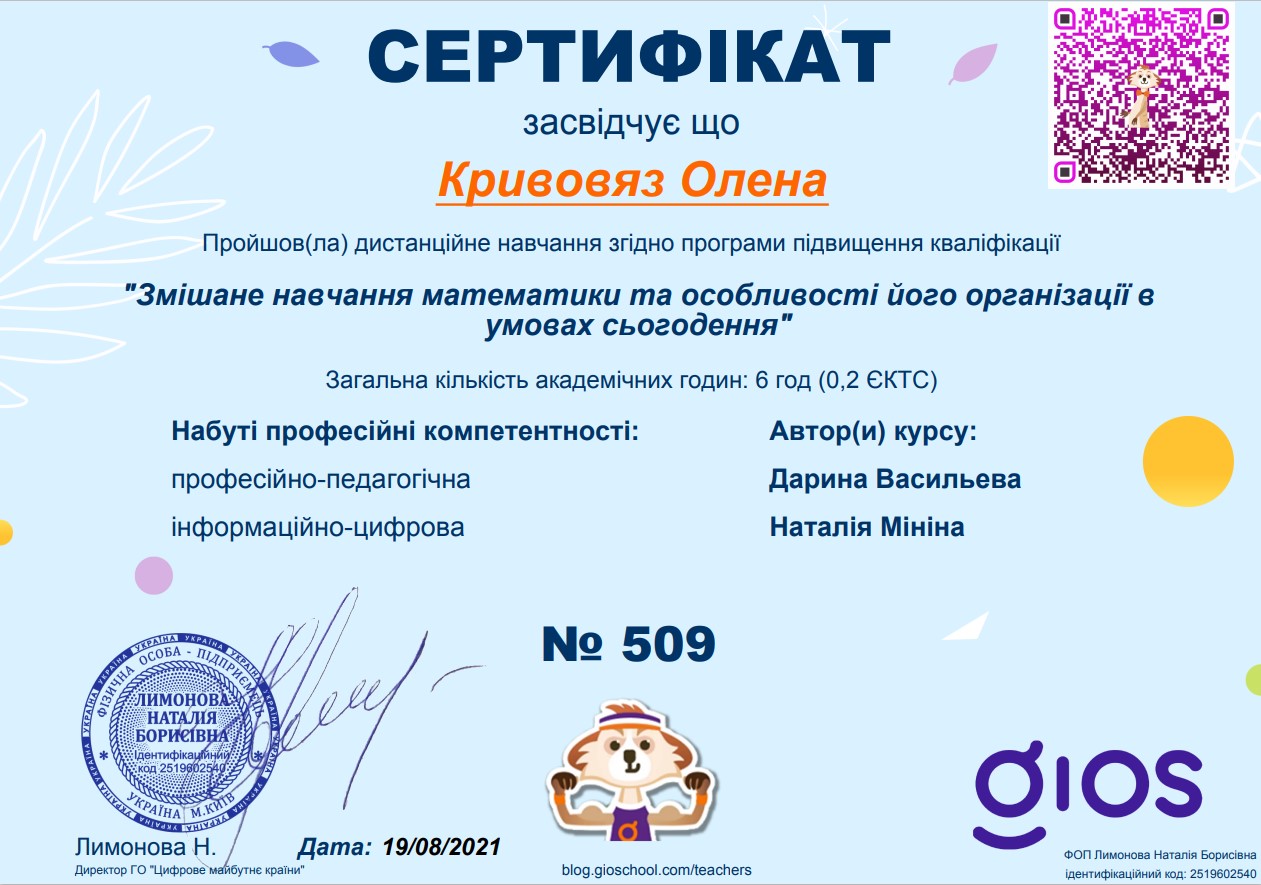 СЕРТИФІКАТ
засвідчує що
Кривовяз Олена
Пройшов(ла) дистанційне навчання згідно програми підвищення кваліфікації
"Змішане навчання математики та особливості його організації в
умовах сьогодення"
Загальна кількість академічних годин: 6 год (0,2 ЄКТС)
Набуті професійні компетентності:
професійно-педагогічна
інформаційно-цифрова
Автор(и) курсу:
Дарина Васильева
Наталія Мініна
№ 509
УКРАЇНА УКРАЇНА УКРАЇНА УКРАЇНА
ФІЗИЧНА ОСОБА - ПІДПРИЄМЕЦЬ
ЛИМОНОВА
НАТАЛІЯ
БОРИСІВНА
Ідентифікаційний
код 2519602540
УКРАЇНА М.КИЇВ
Лимонова Н.
Директор ГО "Цифрове майбутнє країни"
Дата: 19/08/2021
blog.gioschool.com/teachers
gios
ФОП Лимонова Наталія Борисівна
ідентифікаційний код: 2519602540